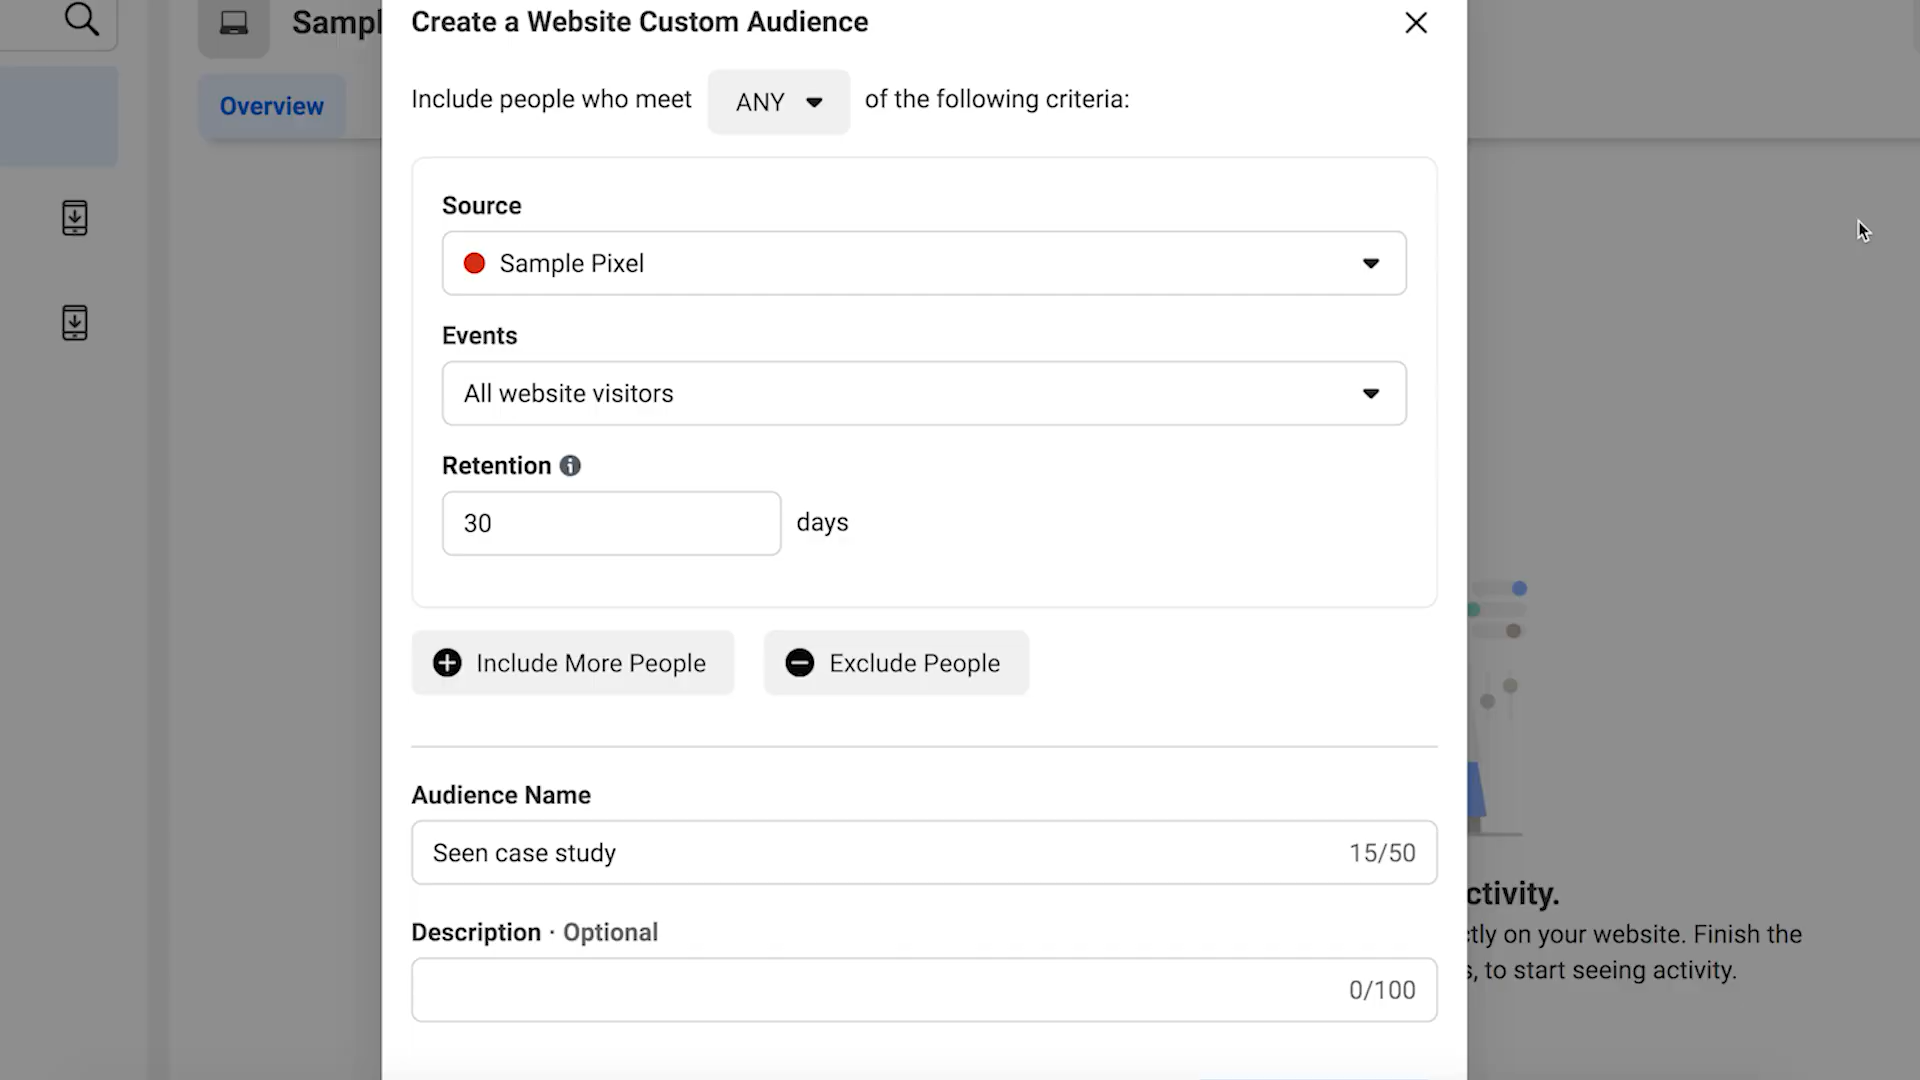 Create a Website Custom Audience
Sampl
Overview
Include people who meet ANY of the following criteria:
Source
Sample Pixel
Events
All website visitors
Retention
30 days
Include More People Exclude People
Audience Name
Seen case study 15/50
Description · Optional
0/100
ctivity.
tly on your website. Finish the
s, to start seeing activity.